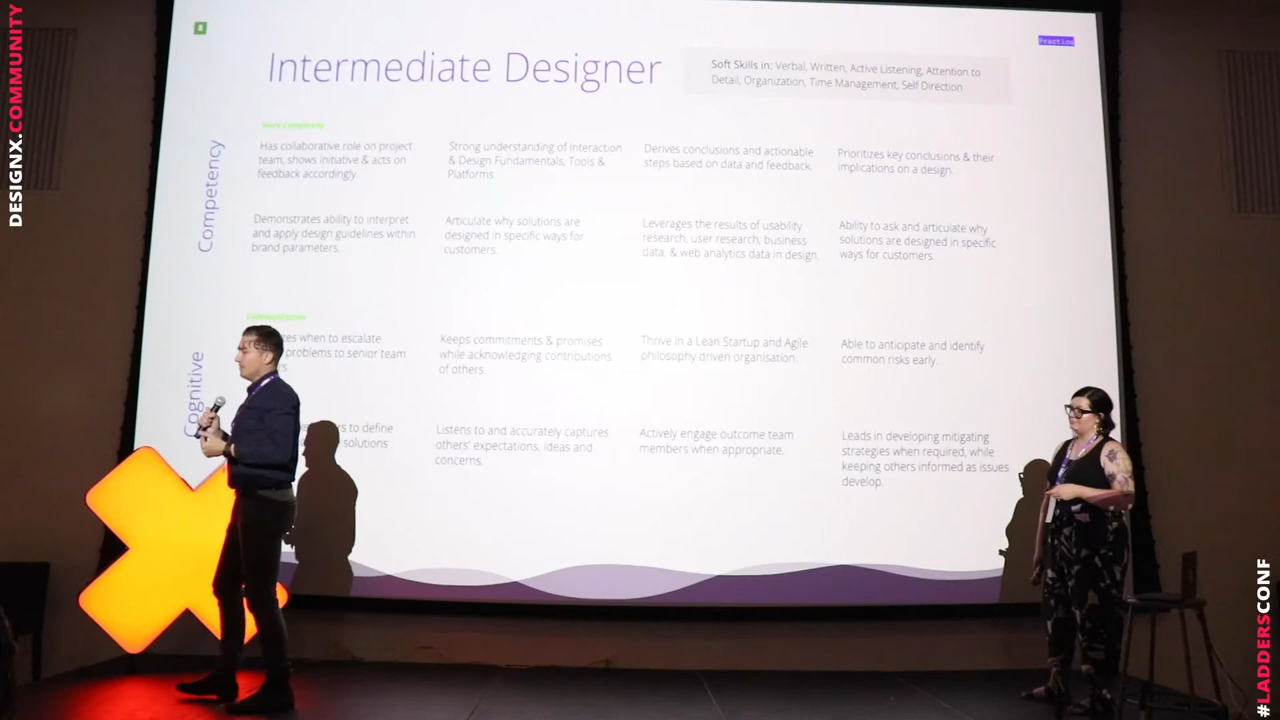 DESIGNX.COMMUNITY
Practice
Intermediate Designer
Soft Skills in: Verbal, Written, Active Listening, Attention to
Detail, Organization, Time Management, Self Direction
Competency
Work Complexity
Has collaborative role on project
team, shows initiative & acts on
feedback accordingly
Strong understanding of Interaction
& Design Fundamentals, Tools &
Platforms.
Derives conclusions and actionable
steps based on data and feedback.
Prioritizes key conclusions & their
implications on a design.
Demonstrates ability to interpret
and apply design guidelines within
brand parameters.
Articulate why solutions are
designed in specific ways for
customers.
Leverages the results of usability
research, user research, business
data, & web analytics data in design.
Ability to ask and articulate why
solutions are designed in specific
ways for customers.
Cognitive
Communication
when to escalate
problems to senior team
Keeps commitments & promises
while acknowledging contributions
of others.
Thrive in a Lean Startup and Agile
philosophy driven organisation.
Able to anticipate and identify
common risks early.
to define
solutions
Listens to and accurately captures
others' expectations, ideas and
concerns.
Actively engage outcome team
members when appropriate.
Leads in developing mitigating
strategies when required, while
keeping others informed as issues
develop.
#LADDERSCONF